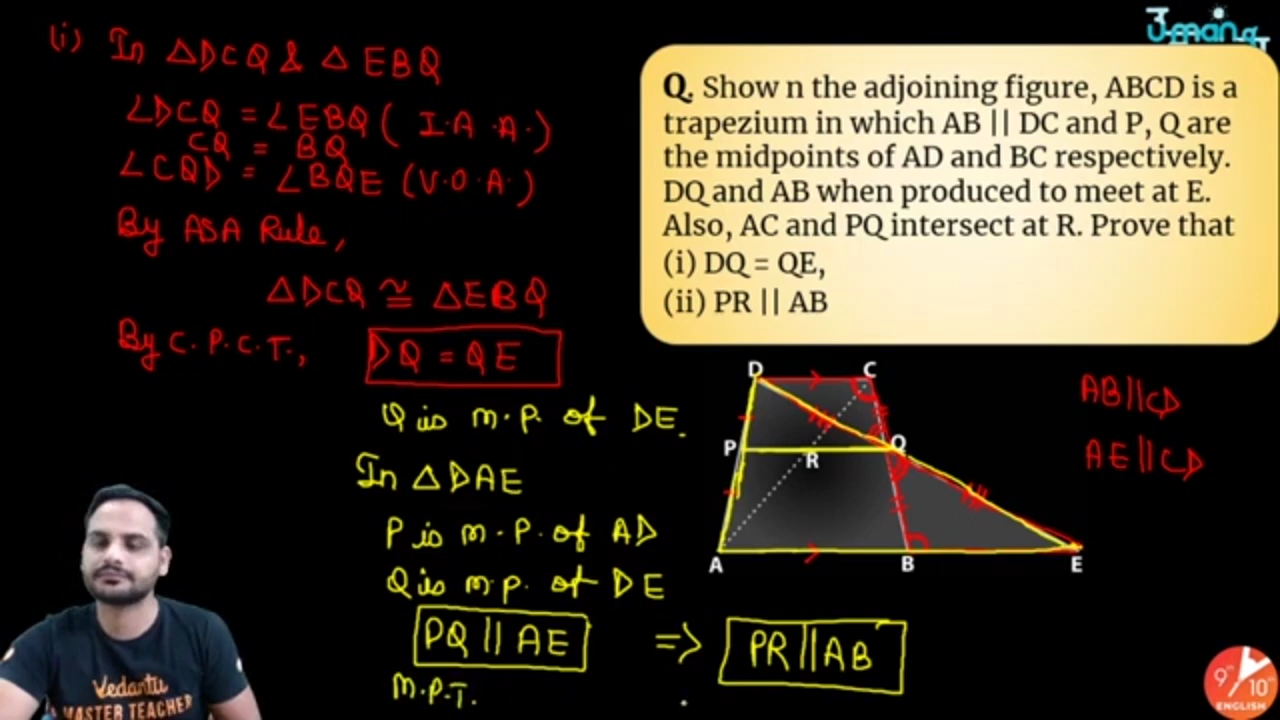 (i) In △DCQ & △EBQ
∠DCQ = ∠EBQ ( I.A.A.)
CQ = BQ
∠CQD = ∠BQE (V.O.A.)
By ASA Rule,
△DCQ ≅ △EBQ
By C.P.C.T., DQ = QE
Q is m.p. of DE.
In △DAE
P is m.p. of AD
Q is m.p. of DE
PQ || AE => PR || AB
M.P.T.
उmang
Q. Show n the adjoining figure, ABCD is a
trapezium in which AB || DC and P, Q are
the midpoints of AD and BC respectively.
DQ and AB when produced to meet at E.
Also, AC and PQ intersect at R. Prove that
(i) DQ = QE,
(ii) PR || AB
D C
P R Q
A B E
AB||CD
AE||CD
Vedantu
MASTER TEACHER
9th 10th
ENGLISH